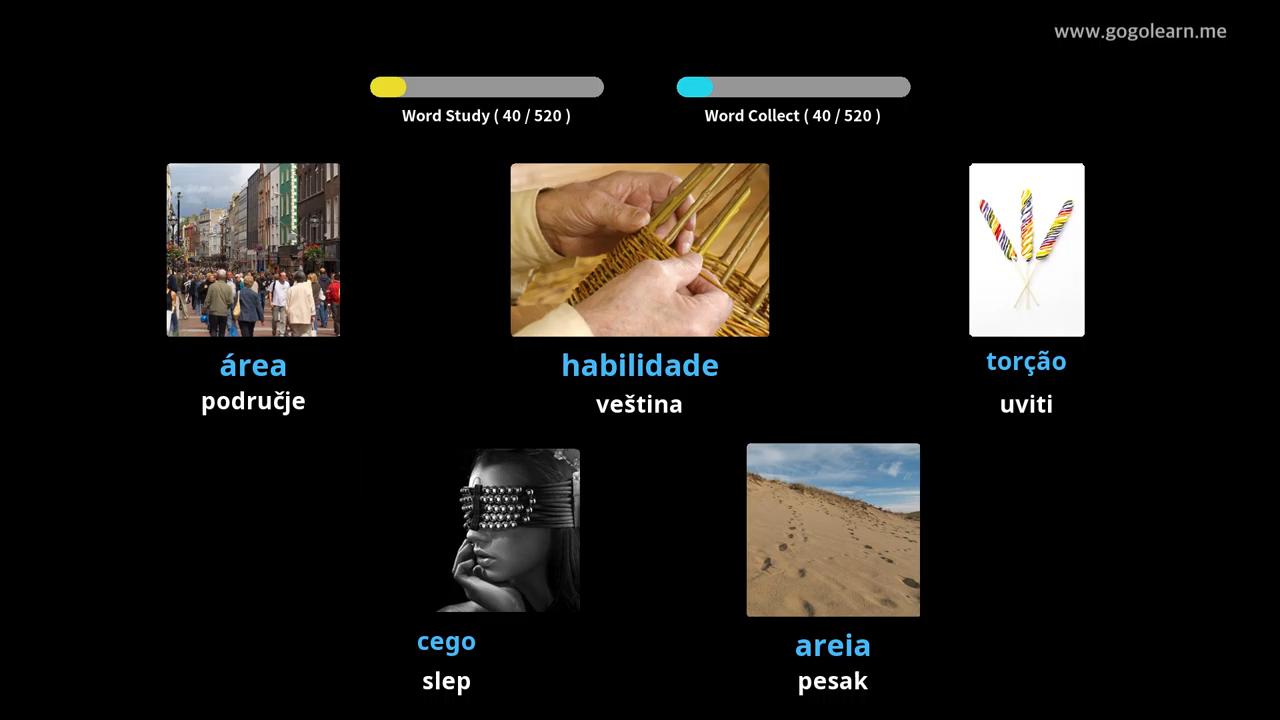 www.gogolearn.me
Word Study ( 40 / 520 )
Word Collect ( 40 / 520 )
área
područje
habilidade
veština
torção
uviti
cego
slep
areia
pesak